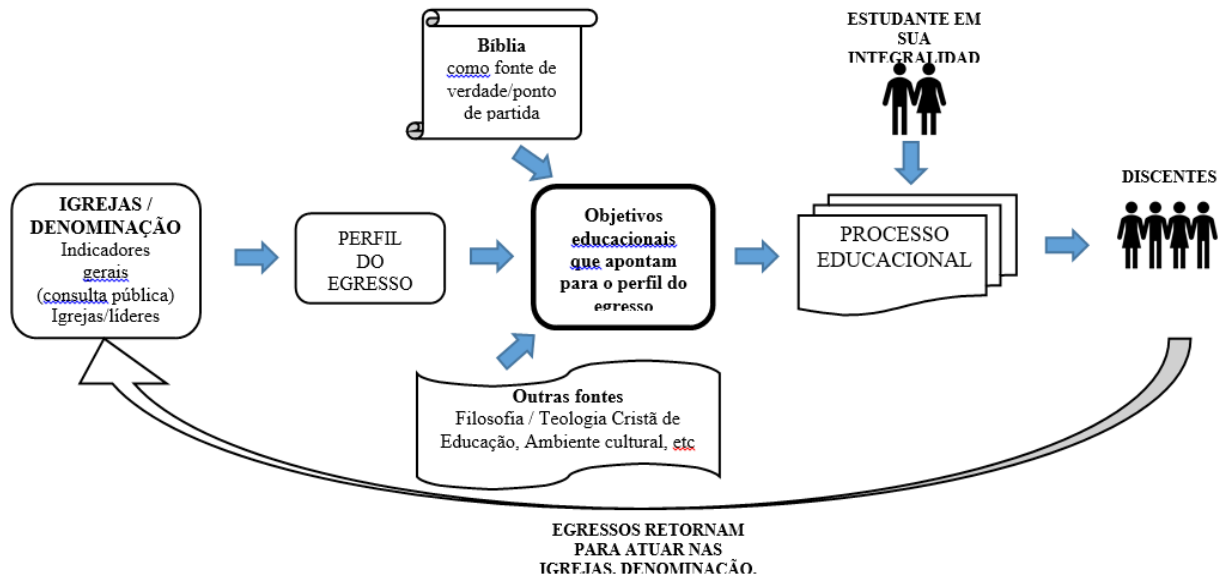 Bíblia
como fonte de
verdade/ponto
de partida
ESTUDANTE EM
SUA
INTEGRALIDAD
IGREJAS /
DENOMINAÇÃO
Indicadores
gerais
(consulta pública)
Igrejas/líderes
PERFIL
DO
EGRESSO
Objetivos
educacionais
que apontam
para o perfil do
egresso
PROCESSO
EDUCACIONAL
DISCENTES
Outras fontes
Filosofia / Teologia Cristã de
Educação, Ambiente cultural, etc
EGRESSOS RETORNAM
PARA ATUAR NAS
IGREJAS, DENOMINAÇÃO,